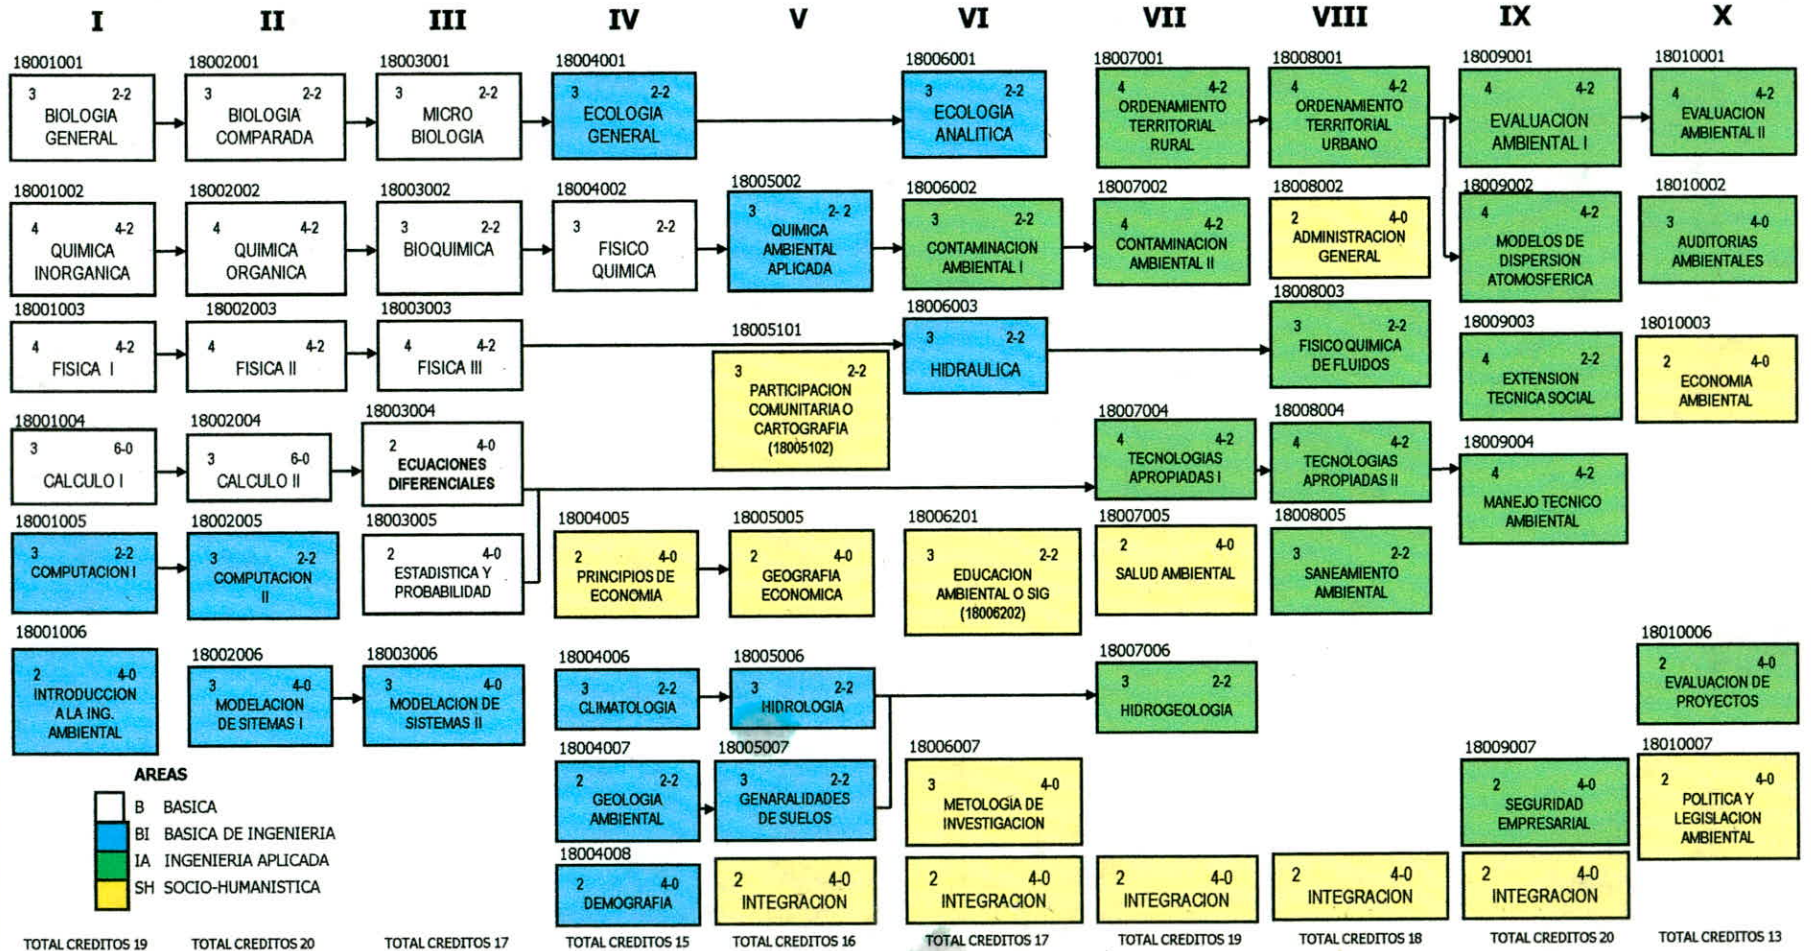 I II III IV V VI VII VIII IX X
18001001
3 2-2
BIOLOGIA
GENERAL
18001002
4 4-2
QUIMICA
INORGANICA
18001003
4 4-2
FISICA I
18001004
3 6-0
CALCULO I
18001005
3 2-2
COMPUTACION I
18001006
2 4-0
INTRODUCCION
A LA ING.
AMBIENTAL
18002001
3 2-2
BIOLOGIA
COMPARADA
18002002
4 4-2
QUIMICA
ORGANICA
18002003
4 4-2
FISICA II
18002004
3 6-0
CALCULO II
18002005
3 2-2
COMPUTACION
II
18002006
3 4-0
MODELACION
DE SITEMAS I
18003001
3 2-2
MICRO
BIOLOGIA
18003002
3 2-2
BIOQUIMICA
18003003
4 4-2
FISICA III
18003004
2 4-0
ECUACIONES
DIFERENCIALES
18003005
2 4-0
ESTADISTICA Y
PROBABILIDAD
18003006
3 4-0
MODELACION DE
SISTEMAS II
18004001
3 2-2
ECOLOGIA
GENERAL
18004002
3 2-2
FISICO
QUIMICA
18004005
2 4-0
PRINCIPIOS DE
ECONOMIA
18004006
3 2-2
CLIMATOLOGIA
18004007
2 2-2
GEOLOGIA
AMBIENTAL
18004008
2 4-0
DEMOGRAFIA
18005002
3 2- 2
QUIMICA
AMBIENTAL
APLICADA
18005101
3 2-2
PARTICIPACION
COMUNITARIA O
CARTOGRAFIA
(18005102)
18005005
2 4-0
GEOGRAFIA
ECONOMICA
18005006
3 2-2
HIDROLOGIA
18005007
3 2-2
GENARALIDADES
DE SUELOS
2 4-0
INTEGRACION
18006001
3 2-2
ECOLOGIA
ANALITICA
18006002
3 2-2
CONTAMINACION
AMBIENTAL I
18006003
3 2-2
HIDRAULICA
18006201
3 2-2
EDUCACION
AMBIENTAL O SIG
(18006202)
18006007
3 4-0
METOLOGIA DE
INVESTIGACION
2 4-0
INTEGRACION
18007001
4 4-2
ORDENAMIENTO
TERRITORIAL
RURAL
18007002
4 4-2
CONTAMINACION
AMBIENTAL II
18007004
4 4-2
TECNOLOGIAS
APROPIADAS I
18007005
2 4-0
SALUD AMBIENTAL
18007006
3 2-2
HIDROGEOLOGIA
2 4-0
INTEGRACION
18008001
4 4-2
ORDENAMIENTO
TERRITORIAL
URBANO
18008002
2 4-0
ADMINISTRACION
GENERAL
18008003
3 2-2
FISICO QUIMICA
DE FLUIDOS
18008004
4 4-2
TECNOLOGIAS
APROPIADAS II
18008005
3 2-2
SANEAMIENTO
AMBIENTAL
2 4-0
INTEGRACION
18009001
4 4-2
EVALUACION
AMBIENTAL I
18009002
4 4-2
MODELOS DE
DISPERSION
ATOMOSFERICA
18009003
4 2-2
EXTENSION
TECNICA SOCIAL
18009004
4 4-2
MANEJO TECNICO
AMBIENTAL
18009007
2 4-0
SEGURIDAD
EMPRESARIAL
2 4-0
INTEGRACION
18010001
4 4-2
EVALUACION
AMBIENTAL II
18010002
3 4-0
AUDITORIAS
AMBIENTALES
18010003
2 4-0
ECONOMIA
AMBIENTAL
18010006
2 4-0
EVALUACION DE
PROYECTOS
18010007
2 4-0
POLITICA Y
LEGISLACION
AMBIENTAL
AREAS
B BASICA
BI BASICA DE INGENIERIA
IA INGENIERIA APLICADA
SH SOCIO-HUMANISTICA
TOTAL CREDITOS 19 TOTAL CREDITOS 20 TOTAL CREDITOS 17 TOTAL CREDITOS 15 TOTAL CREDITOS 16 TOTAL CREDITOS 17 TOTAL CREDITOS 19 TOTAL CREDITOS 18 TOTAL CREDITOS 20 TOTAL CREDITOS 13